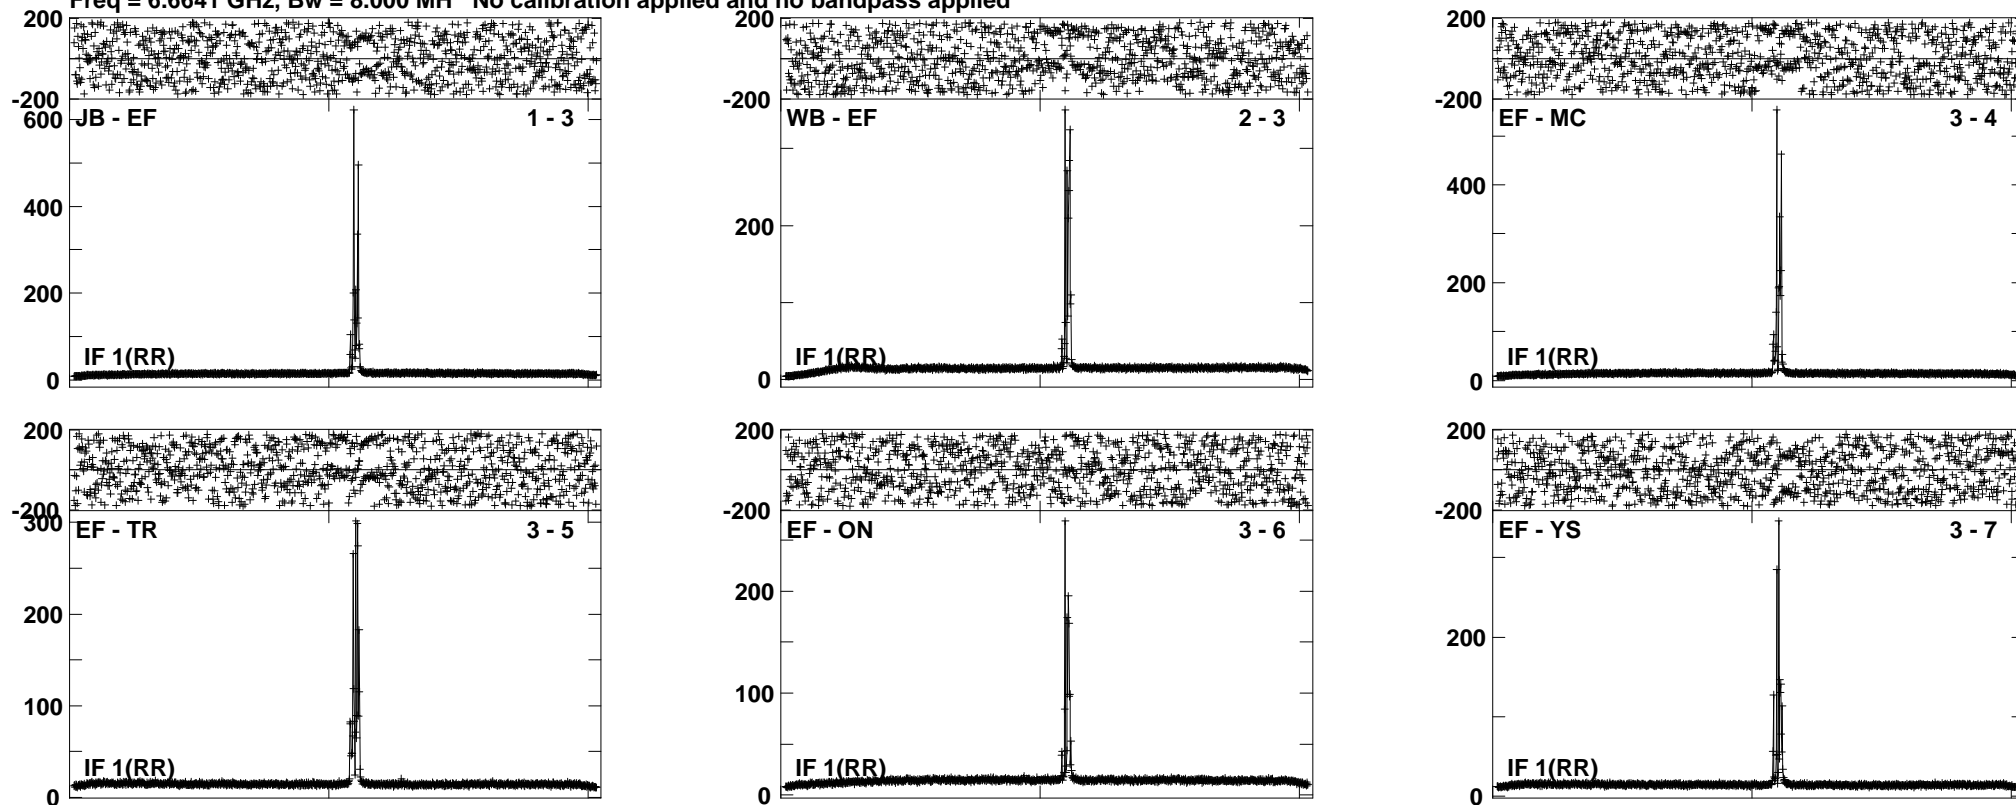 Freq = 6.6641 GHz, Bw = 8.000 MH No calibration applied and no bandpass applied
200
-200
JB - EF 1 - 3
600
400
200
0
IF 1(RR)
200
-200
WB - EF 2 - 3
200
0
IF 1(RR)
200
-200
EF - MC 3 - 4
400
200
0
IF 1(RR)
200
-200
300
EF - TR 3 - 5
200
100
0
IF 1(RR)
200
-200
EF - ON 3 - 6
200
100
0
IF 1(RR)
200
-200
EF - YS 3 - 7
200
0
IF 1(RR)